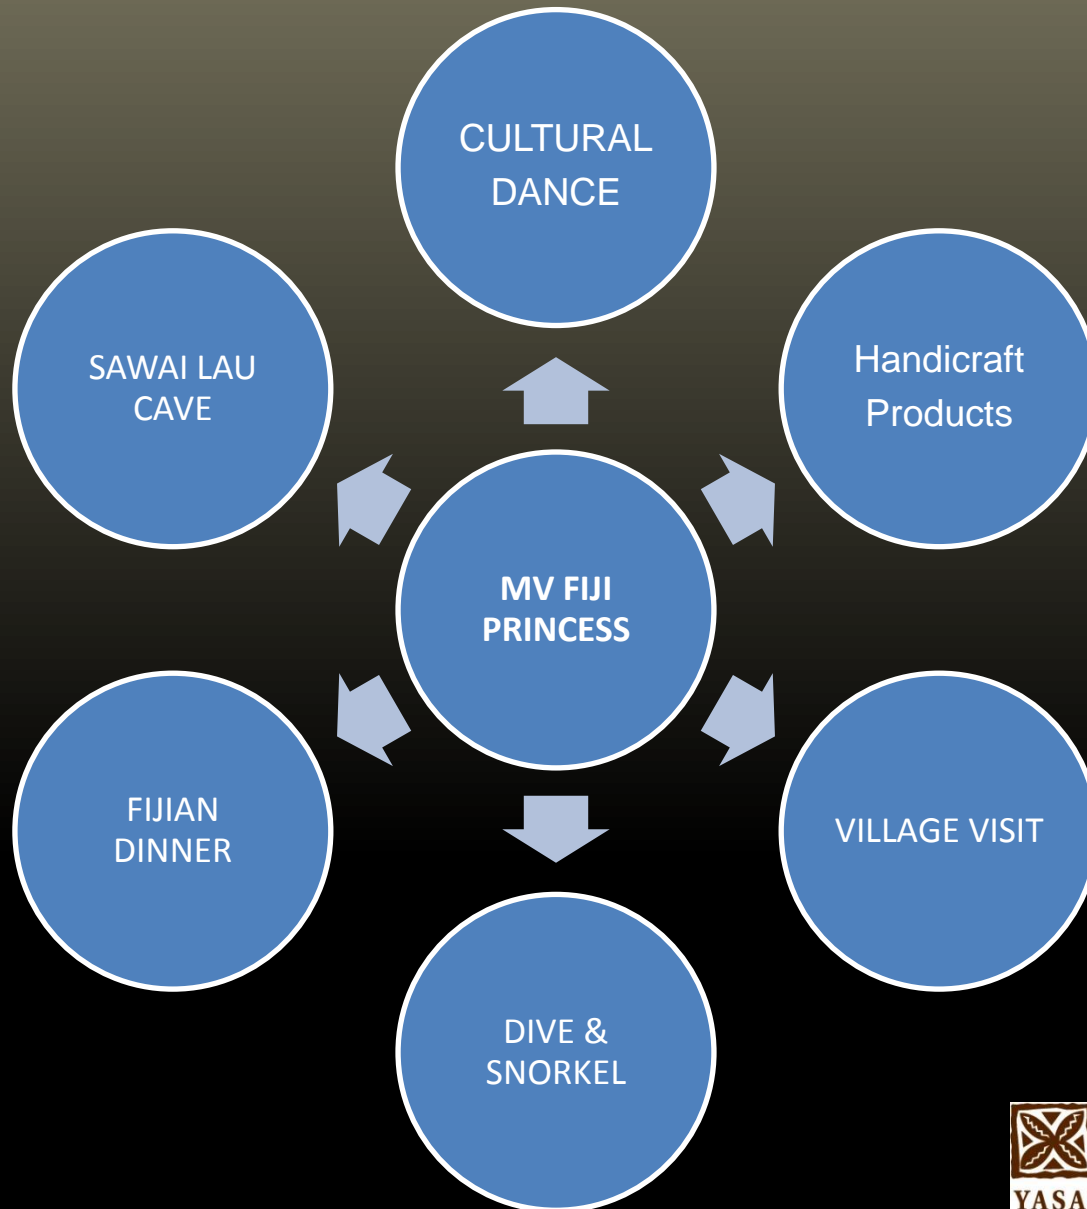 CULTURAL
DANCE
SAWAI LAU
CAVE
Handicraft
Products
MV FIJI
PRINCESS
FIJIAN
DINNER
VILLAGE VISIT
DIVE &
SNORKEL
YASA